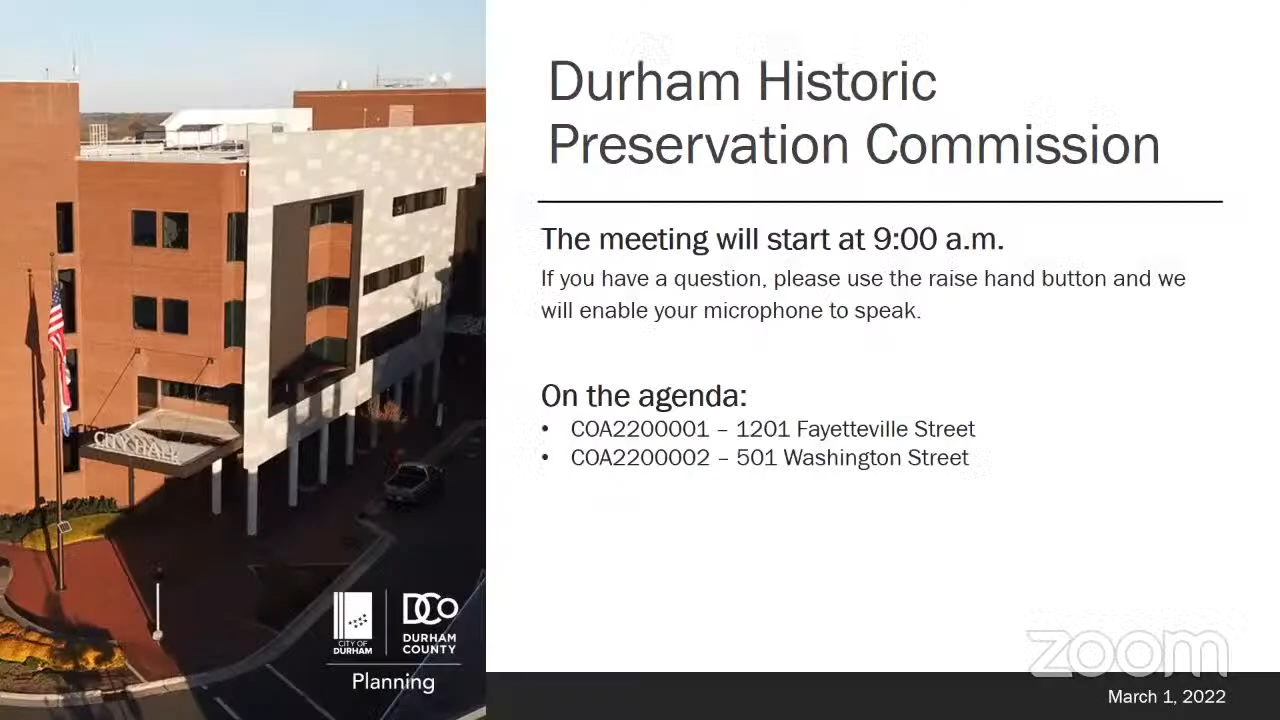 Durham Historic
Preservation Commission
The meeting will start at 9:00 a.m.
If you have a question, please use the raise hand button and we
will enable your microphone to speak.
On the agenda:
• COA2200001 – 1201 Fayetteville Street
• COA2200002 – 501 Washington Street
CITY HALL
CITY OF
DURHAM
DCO
DURHAM
COUNTY
Planning
zoom
March 1, 2022